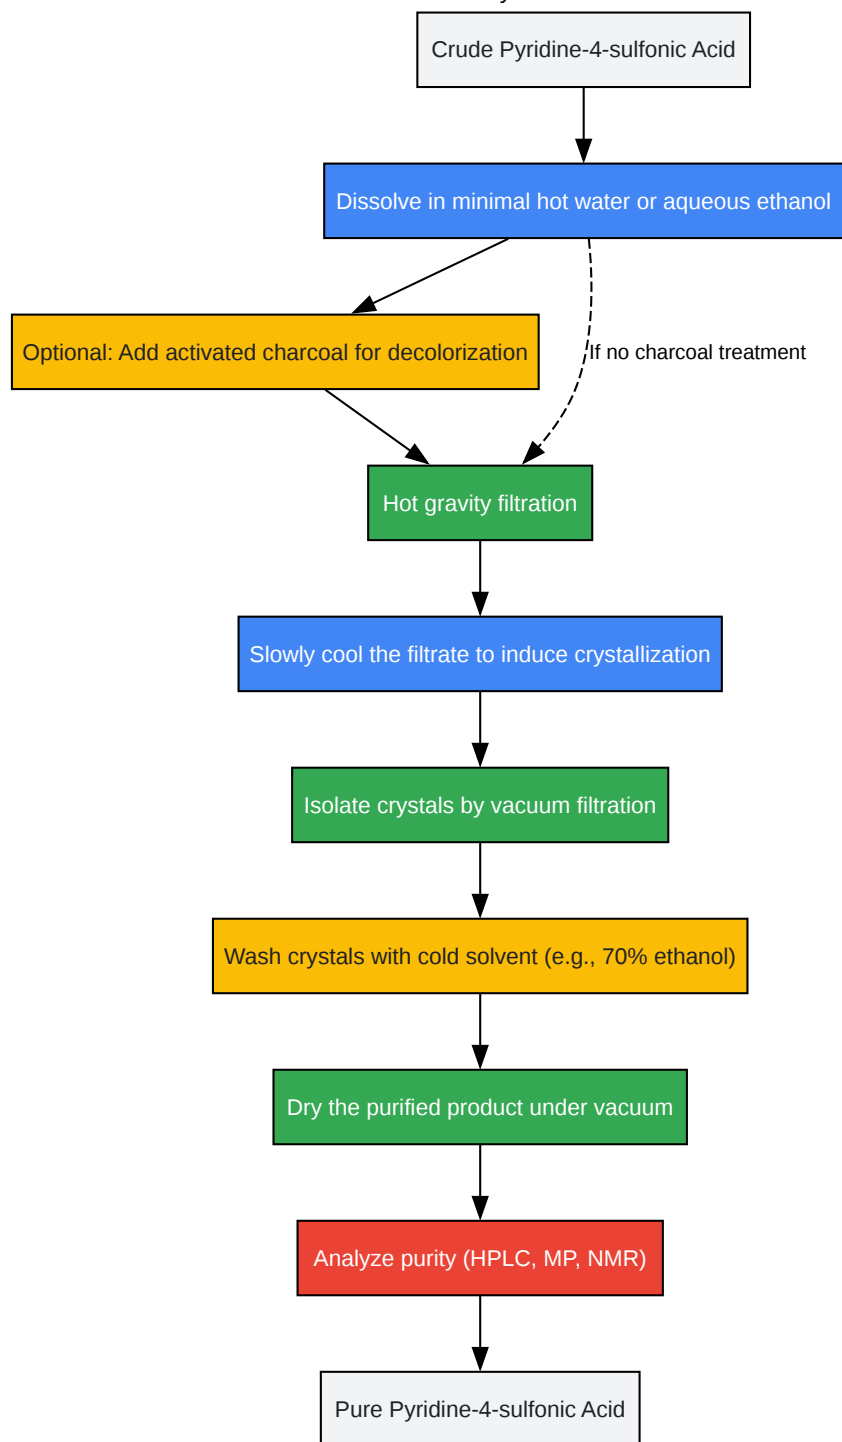 Crude Pyridine-4-sulfonic Acid
Dissolve in minimal hot water or aqueous ethanol
Optional: Add activated charcoal for decolorization
If no charcoal treatment
Hot gravity filtration
Slowly cool the filtrate to induce crystallization
Isolate crystals by vacuum filtration
Wash crystals with cold solvent (e.g., 70% ethanol)
Dry the purified product under vacuum
Analyze purity (HPLC, MP, NMR)
Pure Pyridine-4-sulfonic Acid